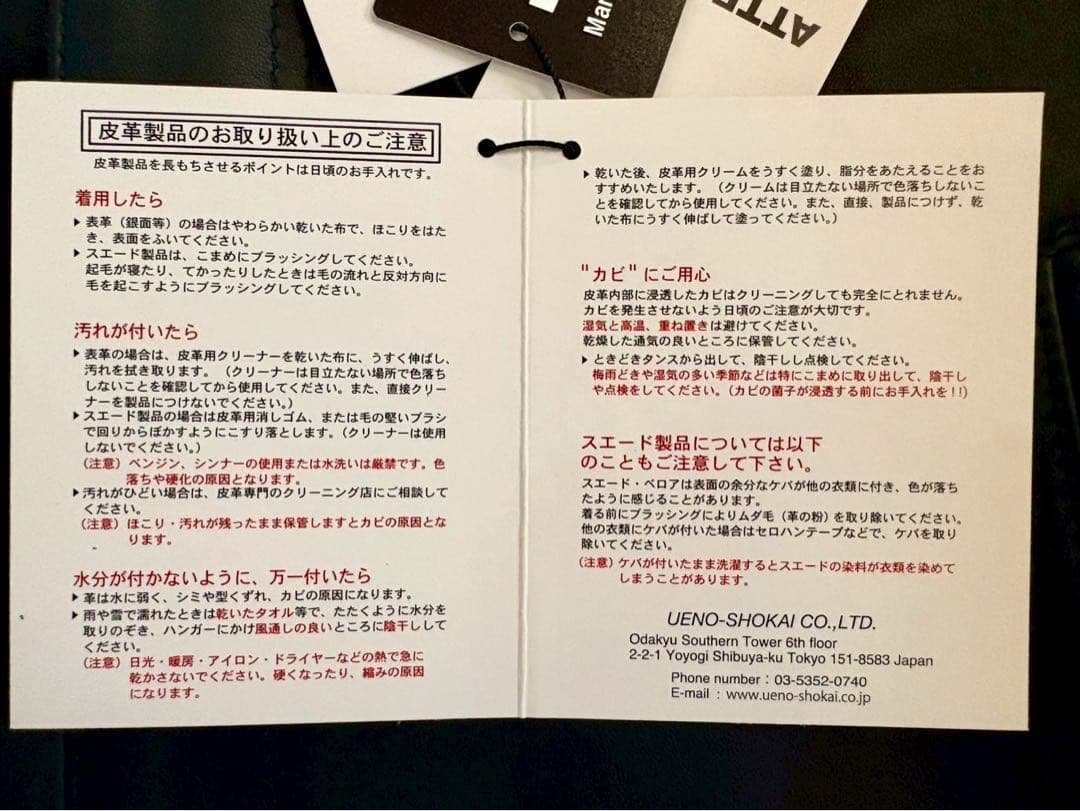 Mar
ATT
皮革製品のお取り扱い上のご注意
皮革製品を長もちさせるポイントは日頃のお手入れです。
着用したら
▶表革（銀面等）の場合はやわらかい乾いた布で、ほこりをはた
き、表面をふいてください。
▶スエード製品は、こまめにブラッシングしてください。
起毛が寝たり、てかったりしたときは毛の流れと反対方向に
毛を起こすようにブラッシングしてください。
汚れが付いたら
▶表革の場合は、皮革用クリーナーを乾いた布に、うすく伸ばし、
汚れを拭き取ります。（クリーナーは目立たない場所で色落ち
しないことを確認してから使用してください。また、直接クリー
ナーを製品につけないでください。）
▶スエード製品の場合は皮革用消しゴム、または毛の堅いブラシ
で回りからぼかすようにこすり落とします。（クリーナーは使用
しないでください。）
（注意）ベンジン、シンナーの使用または水洗いは厳禁です。色
落ちや硬化の原因となります。
▶汚れがひどい場合は、皮革専門のクリーニング店にご相談して
ください。
（注意）ほこり・汚れが残ったまま保管しますとカビの原因とな
ります。
水分が付かないように、万一付いたら
▶革は水に弱く、シミや型くずれ、カビの原因になります。
▶雨や雪で濡れたときは乾いたタオル等で、たたくように水分を
取りのぞき、ハンガーにかけ風通しの良いところに陰干ししてく
ださい。
（注意）日光・暖房・アイロン・ドライヤーなどの熱で急に
乾かさないでください。硬くなったり、縮みの原因
になります。
▶乾いた後、皮革用クリームをうすく塗り、脂分をあたえることをお
すすめいたします。（クリームは目立たない場所で色落ちしないこ
とを確認してから使用してください。また、直接、製品につけず、乾
いた布にうすく伸ばして塗ってください。）
"カビ"にご用心
皮革内部に浸透したカビはクリーニングしても完全にとれません。
カビを発生させないよう日頃のご注意が大切です。
湿気と高温、重ね置きは避けてください。
乾燥した通気の良いところに保管してください。
▶ときどきタンスから出して、陰干しし点検してください。
梅雨どきや湿気の多い季節などは特にこまめに取り出して、陰干し
や点検をしてください。(カビの菌子が浸透する前にお手入れを!!)
スエード製品については以下
のこともご注意して下さい。
スエード・ベロアは表面の余分なケバが他の衣類に付き、色が落ち
たように感じることがあります。
着る前にブラッシングによりムダ毛（革の粉）を取り除いてください。
他の衣類にケバが付いた場合はセロハンテープなどで、ケバを取り
除いてください。
（注意）ケバが付いたまま洗濯するとスエードの染料が衣類を染めて
しまうことがあります。
UENO-SHOKAI CO.,LTD.
Odakyu Southern Tower 6th floor
2-2-1 Yoyogi Shibuya-ku Tokyo 151-8583 Japan
Phone number : 03-5352-0740
E-mail : www.ueno-shokai.co.jp